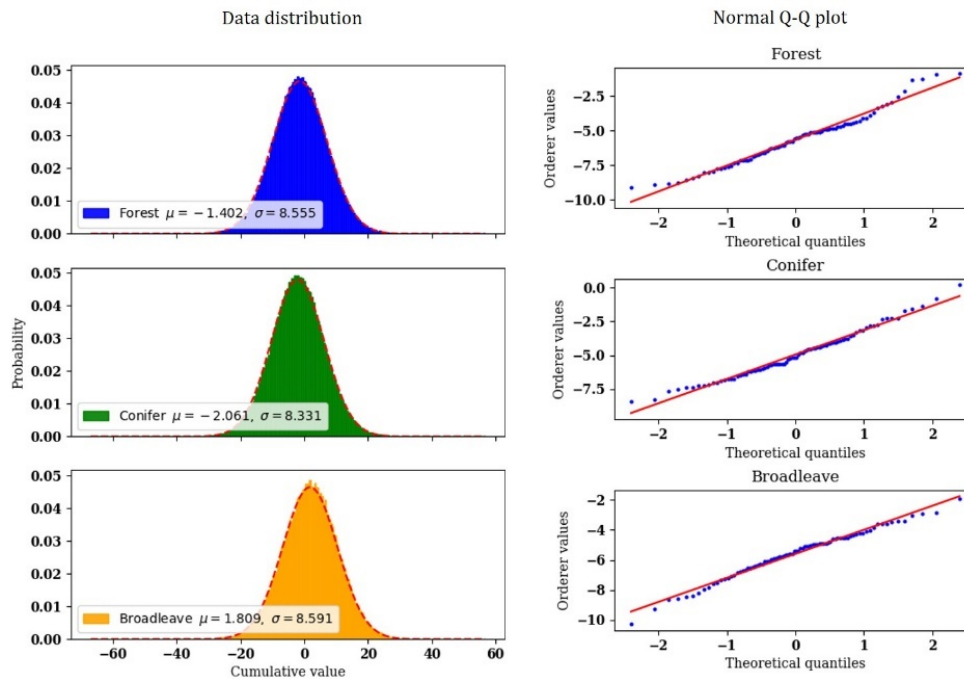 Data distribution
Normal Q-Q plot
0.05
0.04
0.03
0.02
0.01
0.00
Forest μ = −1.402, σ = 8.555
0.05
0.04
0.03
0.02
0.01
0.00
Conifer μ = −2.061, σ = 8.331
Probability
0.05
0.04
0.03
0.02
0.01
0.00
Broadleave μ = 1.809, σ = 8.591
−60 −40 −20 0 20 40 60
Cumulative value
Forest
Orderer values
−2.5
−5.0
−7.5
−10.0
−2 −1 0 1 2
Theoretical quantiles
Conifer
Orderer values
0.0
−2.5
−5.0
−7.5
−2 −1 0 1 2
Theoretical quantiles
Broadleave
Orderer values
−2
−4
−6
−8
−10
−2 −1 0 1 2
Theoretical quantiles